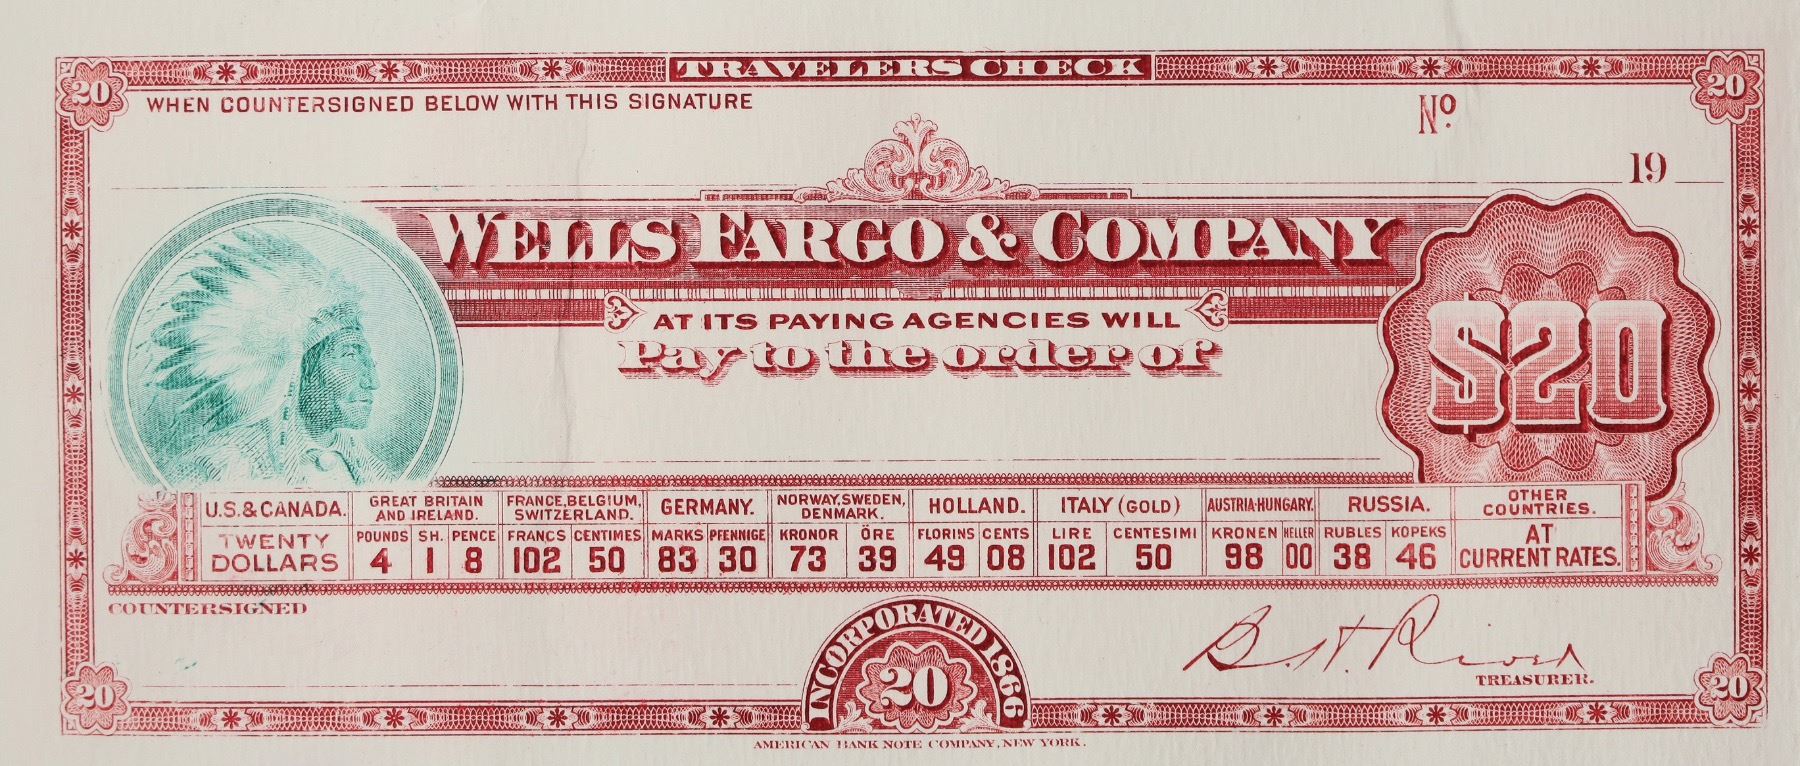 TRAVELERS CHECK
20
20
WHEN COUNTERSIGNED BELOW WITH THIS SIGNATURE
Nº
19
WELLS FARGO & COMPANY
AT ITS PAYING AGENCIES WILL
Pay to the order of
$20
U.S. & CANADA. GREAT BRITAIN AND IRELAND. FRANCE, BELGIUM, SWITZERLAND. GERMANY. NORWAY, SWEDEN, DENMARK. HOLLAND. ITALY (GOLD) AUSTRIA-HUNGARY. RUSSIA. OTHER COUNTRIES.
TWENTY DOLLARS POUNDS SH. PENCE FRANCS CENTIMES MARKS PFENNIGE KRONOR ÖRE FLORINS CENTS LIRE CENTESIMI KRONEN HELLER RUBLES KOPEKS AT CURRENT RATES.
4 1 8 102 50 83 30 73 39 49 08 102 50 98 00 38 46
COUNTERSIGNED
INCORPORATED 1866
20
TREASURER.
20
20
AMERICAN BANK NOTE COMPANY, NEW YORK.